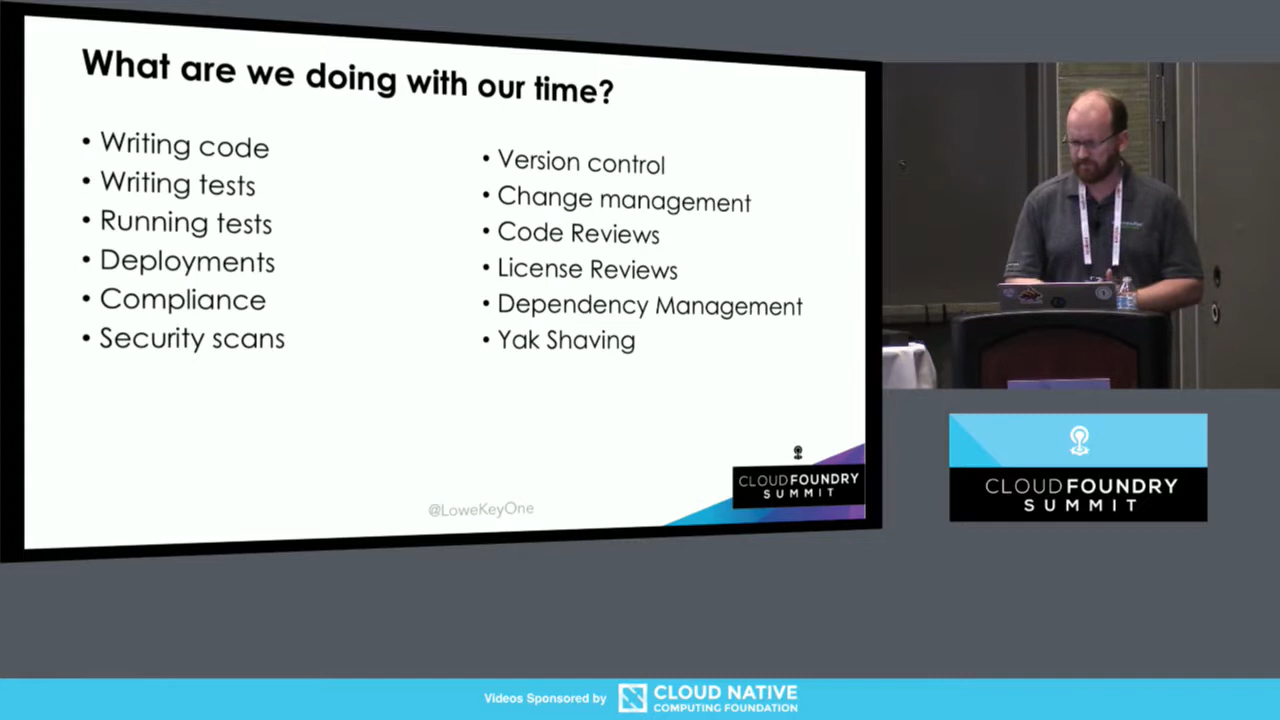 What are we doing with our time?
• Writing code
• Writing tests
• Running tests
• Deployments
• Compliance
• Security scans
• Version control
• Change management
• Code Reviews
• License Reviews
• Dependency Management
• Yak Shaving
@LoweKeyOne
CLOUDFOUNDRY
SUMMIT
CLOUDFOUNDRY
SUMMIT
Videos Sponsored by
CLOUD NATIVE
COMPUTING FOUNDATION